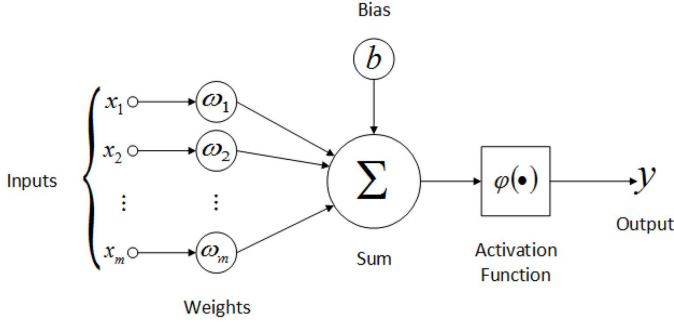 Bias
b
x₁ ω₁
x₂ ω₂
Inputs
⋮ ⋮
Σ φ(•) y
xₘ ωₘ
Output
Sum
Activation
Function
Weights